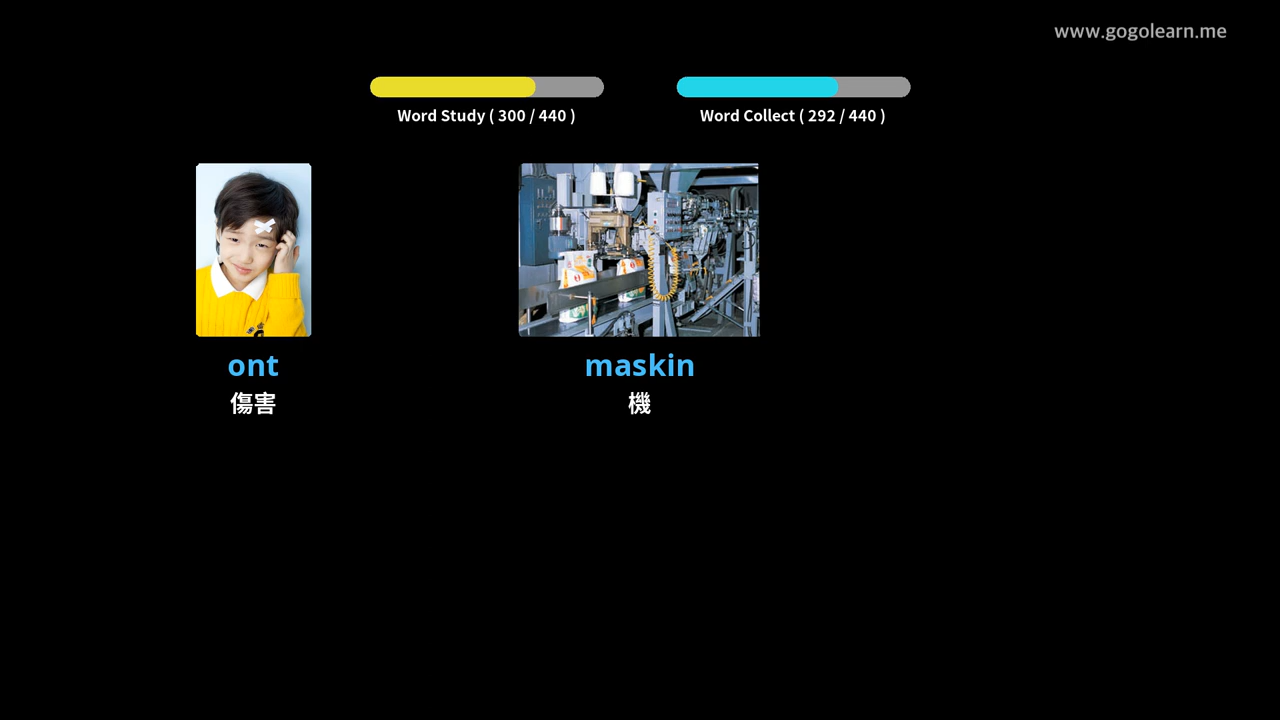 www.gogolearn.me
Word Study ( 300 / 440 )
Word Collect ( 292 / 440 )
ont
傷害
maskin
機